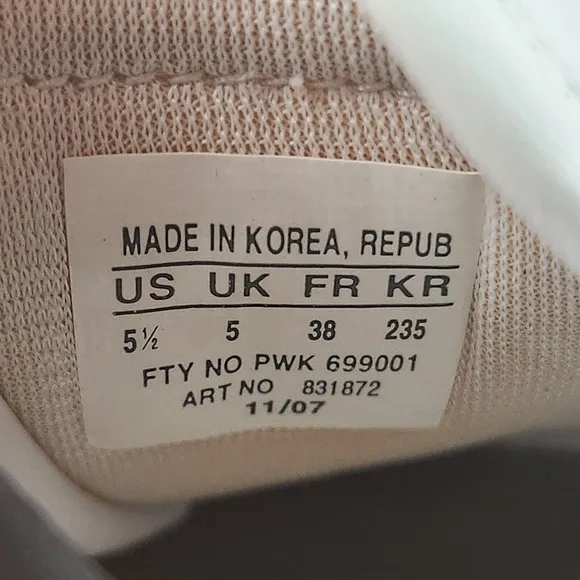 MADE IN KOREA, REPUB
US UK FR KR
5½ 5 38 235
FTY NO PWK 699001
ART NO 831872
11/07